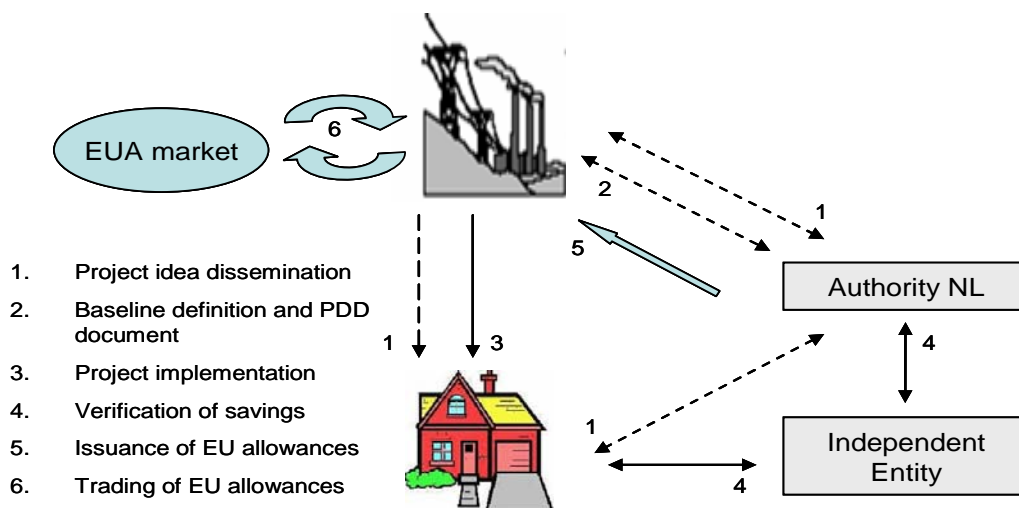 EUA market
6
2
1
5
Authority NL
1. Project idea dissemination
2. Baseline definition and PDD
document
3. Project implementation
4. Verification of savings
5. Issuance of EU allowances
6. Trading of EU allowances
1
3
4
1
4
Independent
Entity